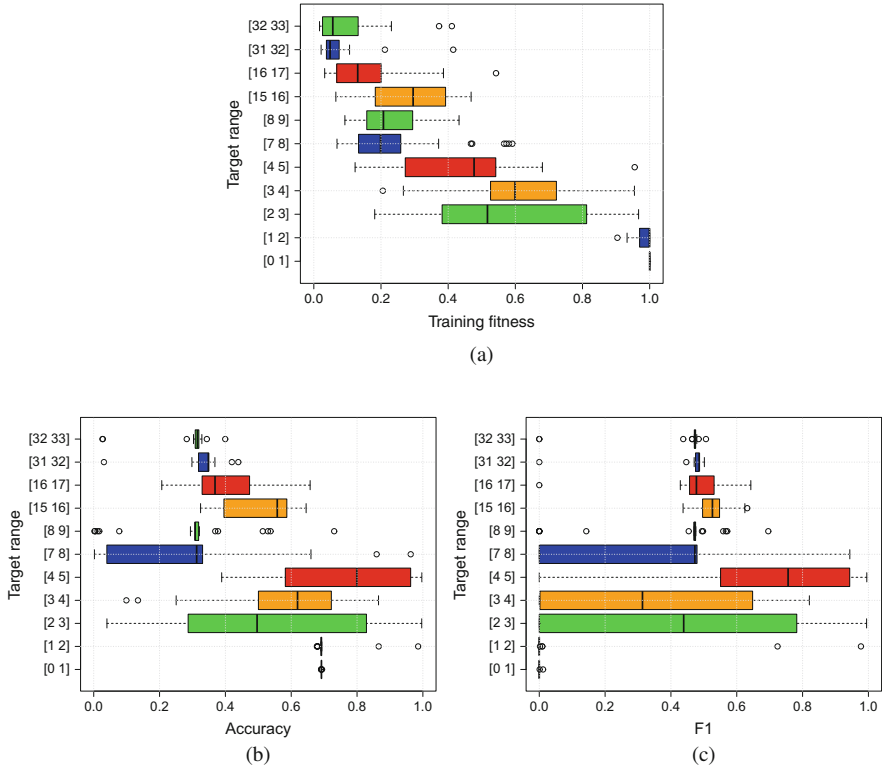 [32 33]
[31 32]
[16 17]
[15 16]
[8 9]
[7 8]
[4 5]
[3 4]
[2 3]
[1 2]
[0 1]
Target range
0.0 0.2 0.4 0.6 0.8 1.0
Training fitness
(a)
[32 33]
[31 32]
[16 17]
[15 16]
[8 9]
[7 8]
[4 5]
[3 4]
[2 3]
[1 2]
[0 1]
Target range
0.0 0.2 0.4 0.6 0.8 1.0
Accuracy
(b)
[32 33]
[31 32]
[16 17]
[15 16]
[8 9]
[7 8]
[4 5]
[3 4]
[2 3]
[1 2]
[0 1]
Target range
0.0 0.2 0.4 0.6 0.8 1.0
F1
(c)